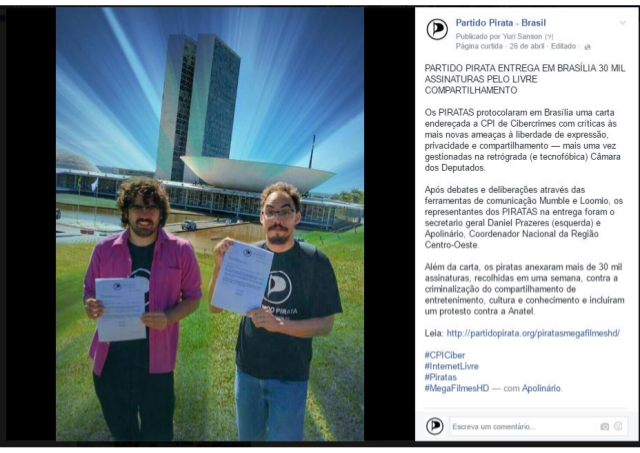 Partido Pirata - Brasil
Publicado por Yuri Sanson [?]
Página curtida · 26 de abril · Editado ·
PARTIDO PIRATA ENTREGA EM BRASÍLIA 30 MIL
ASSINATURAS PELO LIVRE
COMPARTILHAMENTO
Os PIRATAS protocolaram em Brasília uma carta
endereçada a CPI de Cibercrimes com críticas às
mais novas ameaças à liberdade de expressão,
privacidade e compartilhamento — mais uma vez
gestionadas na retrógrada (e tecnofóbica) Câmara
dos Deputados.
Após debates e deliberações através das
ferramentas de comunicação Mumble e Loomio, os
representantes dos PIRATAS na entrega foram o
secretario geral Daniel Prazeres (esquerda) e
Apolinário, Coordenador Nacional da Região
Centro-Oeste.
Além da carta, os piratas anexaram mais de 30 mil
assinaturas, recolhidas em uma semana, contra a
criminalização do compartilhamento de
entretenimento, cultura e conhecimento e incluiram
um protesto contra a Anatel.
Leia: http://partidopirata.org/piratasmegafilmeshd/
#CPICiber
#InternetLivre
#Piratas
#MegaFilmesHD — com Apolinário.
Escreva um comentário...
PIRATA